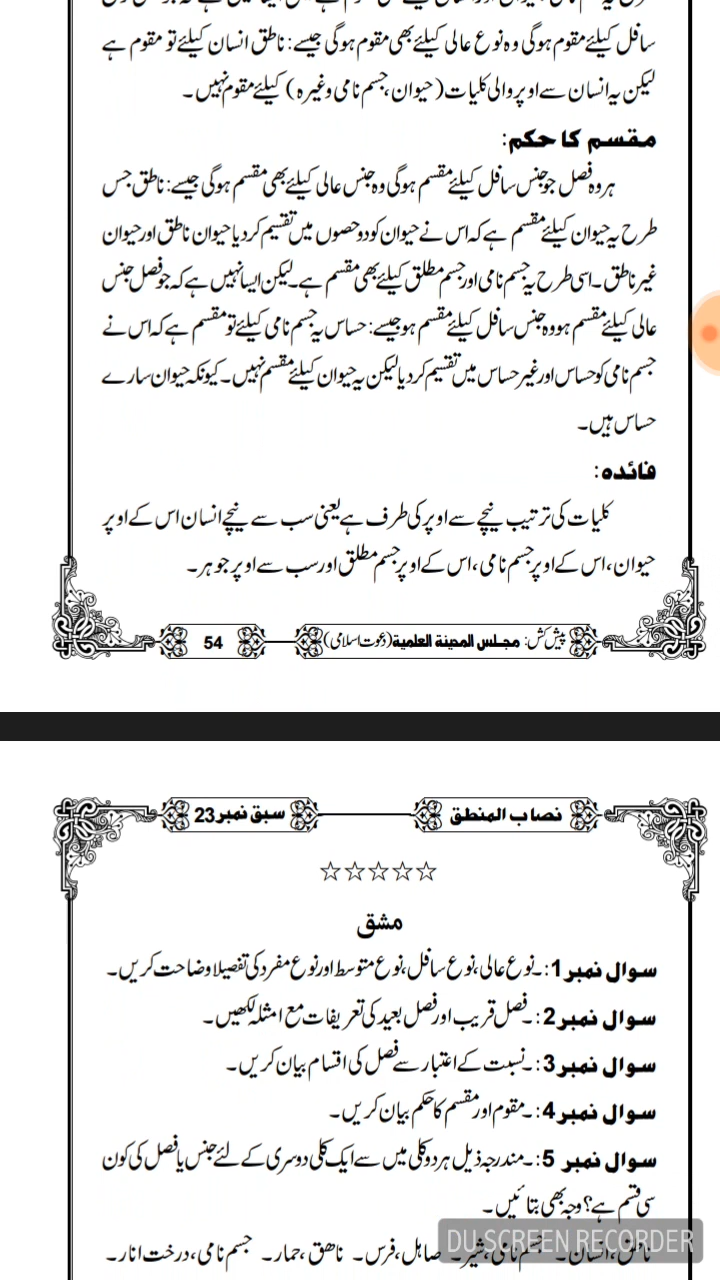 سافل کیلئے مقوم ہوگی وہ نوع عالی کیلئے بھی مقوم ہوگی جیسے: ناطق انسان کیلئے تو مقوم ہے
لیکن یہ انسان سے اوپر والی کلیات (حیوان، جسم نامی وغیرہ) کیلئے مقوم نہیں۔
مقسم کا حکم:
ہر وہ فصل جو جنس سافل کیلئے مقسم ہوگی وہ جنس عالی کیلئے بھی مقسم ہوگی جیسے: ناطق جس
طرح یہ حیوان کیلئے مقسم ہے کہ اس نے حیوان کو دو حصوں میں تقسیم کردیا حیوان ناطق اور حیوان
غیر ناطق۔ اسی طرح یہ جسم نامی اور جسم مطلق کیلئے بھی مقسم ہے۔ لیکن ایسا نہیں ہے کہ جو فصل جنس
عالی کیلئے مقسم ہو وہ جنس سافل کیلئے مقسم ہو جیسے: حساس یہ جسم نامی کیلئے تو مقسم ہے کہ اس نے
جسم نامی کو حساس اور غیر حساس میں تقسیم کردیا لیکن یہ حیوان کیلئے مقسم نہیں۔ کیونکہ حیوان سارے
حساس ہیں۔
فائدہ:
کلیات کی ترتیب نیچے سے اوپر کی طرف ہے یعنی سب سے نیچے انسان اس کے اوپر
حیوان، اس کے اوپر جسم نامی، اس کے اوپر جسم مطلق اور سب سے اوپر جوہر۔
پیش کش: مجلس المدینۃ العلمیۃ (دعوت اسلامی)
54
نصاب المنطق
سبق نمبر 23
☆☆☆☆☆
مشق
سوال نمبر 1:۔ نوع عالی، نوع سافل، نوع متوسط اور نوع مفرد کی تفصیلا وضاحت کریں۔
سوال نمبر 2:۔ فصل قریب اور فصل بعید کی تعریفات مع امثلہ لکھیں۔
سوال نمبر 3:۔ نسبت کے اعتبار سے فصل کی اقسام بیان کریں۔
سوال نمبر 4:۔ مقوم اور مقسم کا حکم بیان کریں۔
سوال نمبر 5:۔ مندرجہ ذیل ہر دو کلی میں سے ایک کلی دوسری کے لئے جنس یا فصل کی کون
سی قسم ہے؟ وجہ بھی بتائیں۔
ناطق، انسان۔ جسم نامی، شیر۔ صاہل، فرس۔ ناھق، حمار۔ جسم نامی، درخت انار۔
DU SCREEN RECORDER